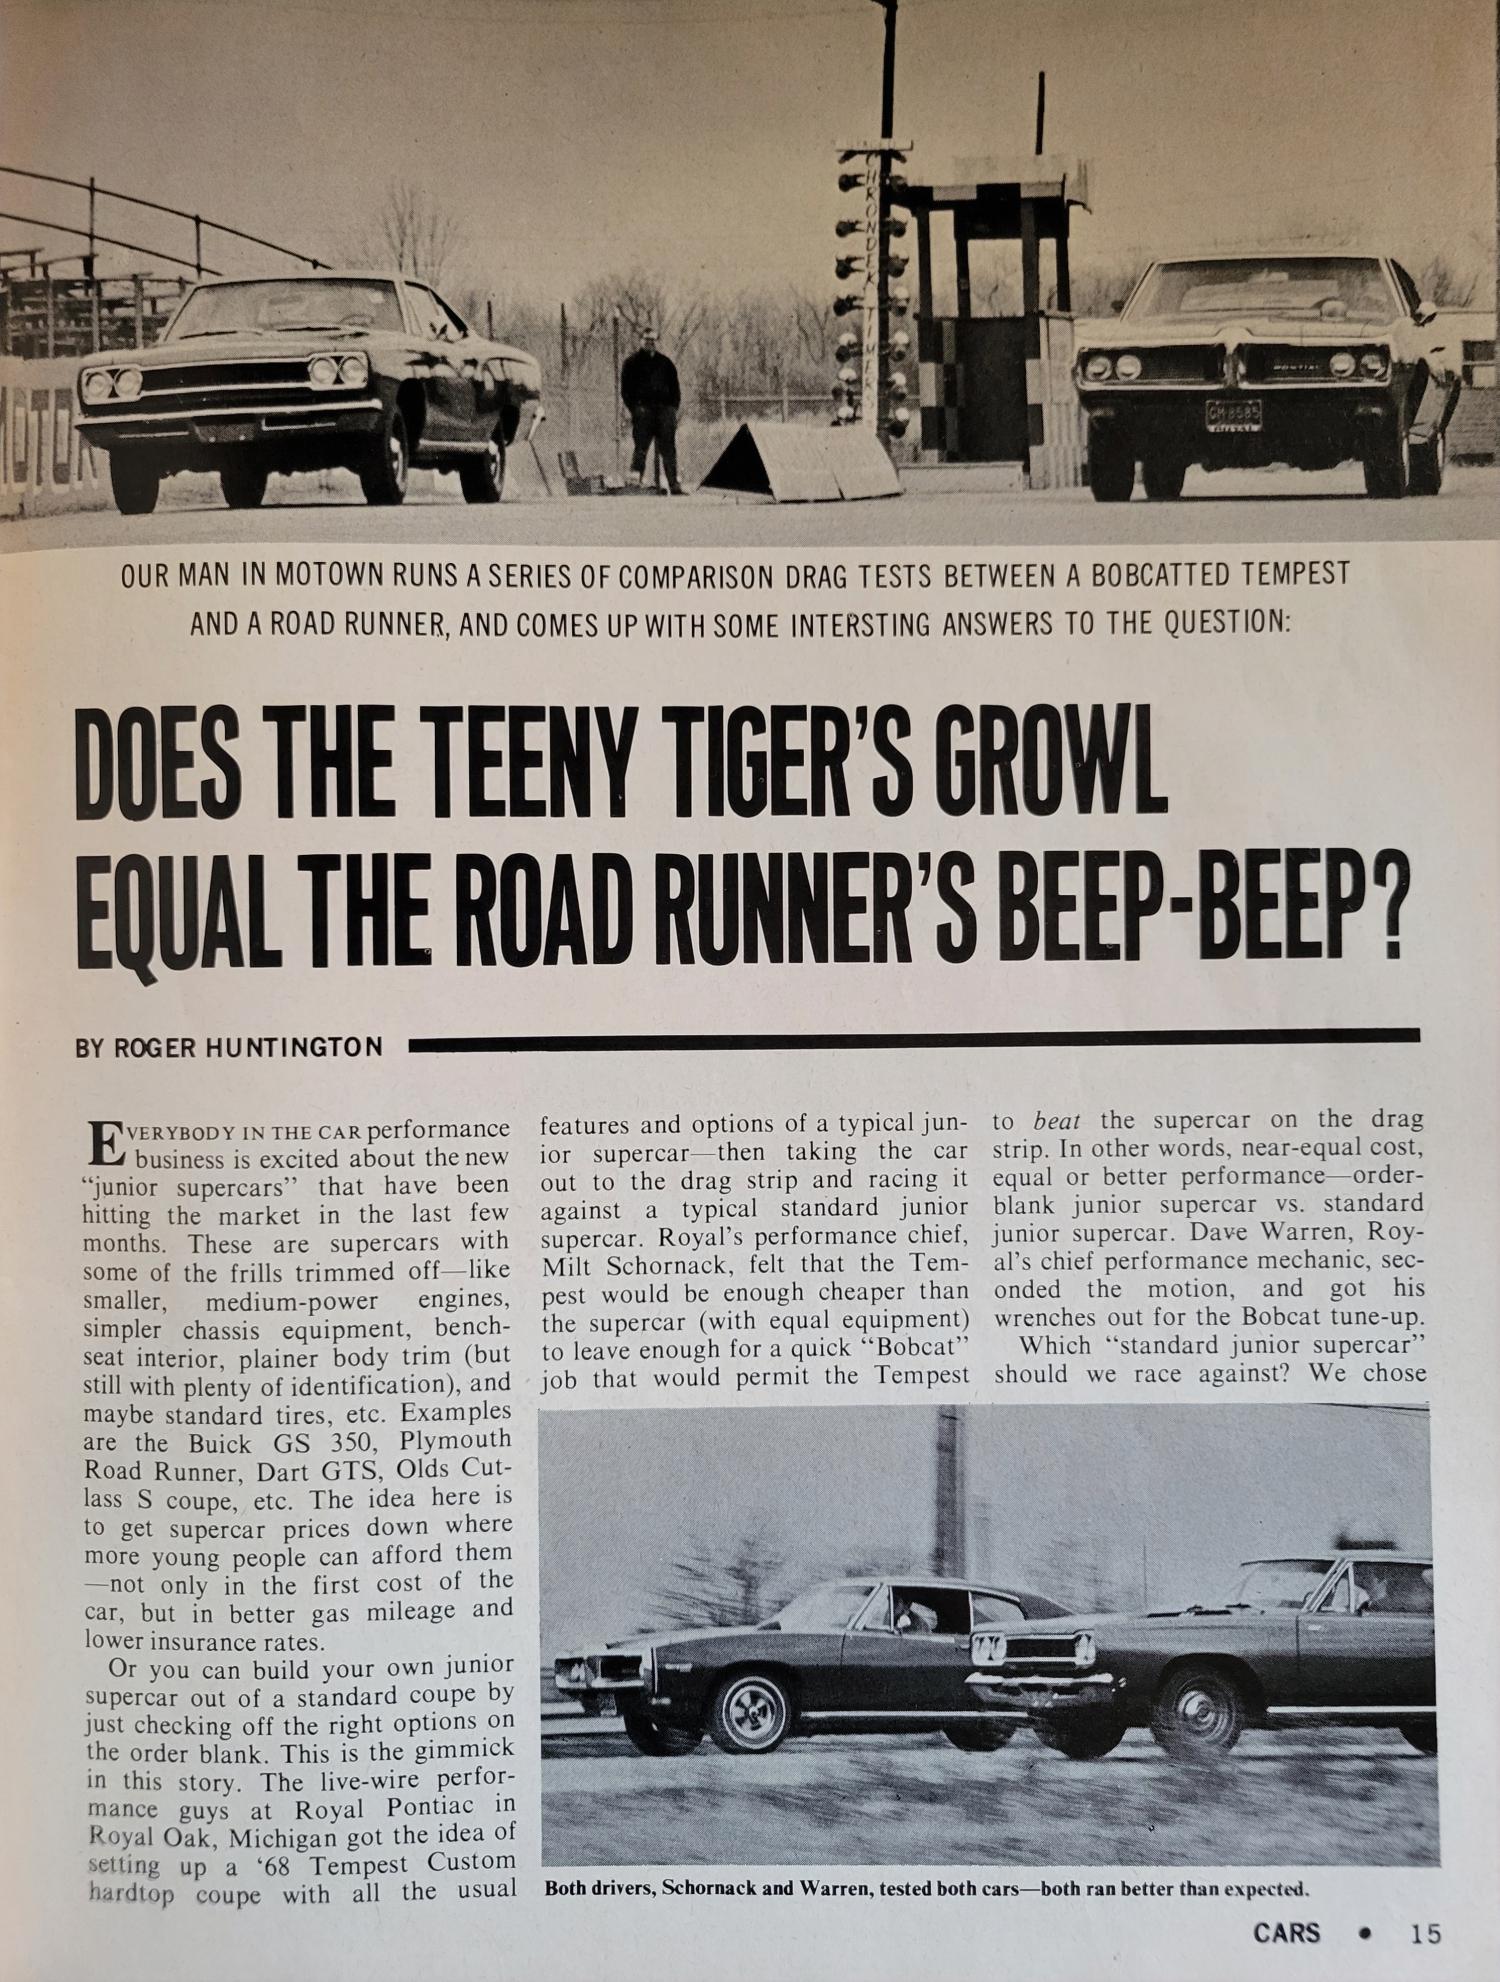 CHRONDEK TIMER
MOTOR
PONTIAC
GM 8585
OUR MAN IN MOTOWN RUNS A SERIES OF COMPARISON DRAG TESTS BETWEEN A BOBCATTED TEMPEST
AND A ROAD RUNNER, AND COMES UP WITH SOME INTERSTING ANSWERS TO THE QUESTION:
DOES THE TEENY TIGER'S GROWL
EQUAL THE ROAD RUNNER'S BEEP-BEEP?
BY ROGER HUNTINGTON
EVERYBODY IN THE CAR performance
business is excited about the new
“junior supercars” that have been
hitting the market in the last few
months. These are supercars with
some of the frills trimmed off—like
smaller, medium-power engines,
simpler chassis equipment, bench-
seat interior, plainer body trim (but
still with plenty of identification), and
maybe standard tires, etc. Examples
are the Buick GS 350, Plymouth
Road Runner, Dart GTS, Olds Cut-
lass S coupe, etc. The idea here is
to get supercar prices down where
more young people can afford them
—not only in the first cost of the
car, but in better gas mileage and
lower insurance rates.
Or you can build your own junior
supercar out of a standard coupe by
just checking off the right options on
the order blank. This is the gimmick
in this story. The live-wire perfor-
mance guys at Royal Pontiac in
Royal Oak, Michigan got the idea of
setting up a ‘68 Tempest Custom
hardtop coupe with all the usual
features and options of a typical jun-
ior supercar—then taking the car
out to the drag strip and racing it
against a typical standard junior
supercar. Royal's performance chief,
Milt Schornack, felt that the Tem-
pest would be enough cheaper than
the supercar (with equal equipment)
to leave enough for a quick “Bobcat”
job that would permit the Tempest
to beat the supercar on the drag
strip. In other words, near-equal cost,
equal or better performance—order-
blank junior supercar vs. standard
junior supercar. Dave Warren, Roy-
al's chief performance mechanic, sec-
onded the motion, and got his
wrenches out for the Bobcat tune-up.
Which “standard junior supercar”
should we race against? We chose
Both drivers, Schornack and Warren, tested both cars—both ran better than expected.
CARS • 15